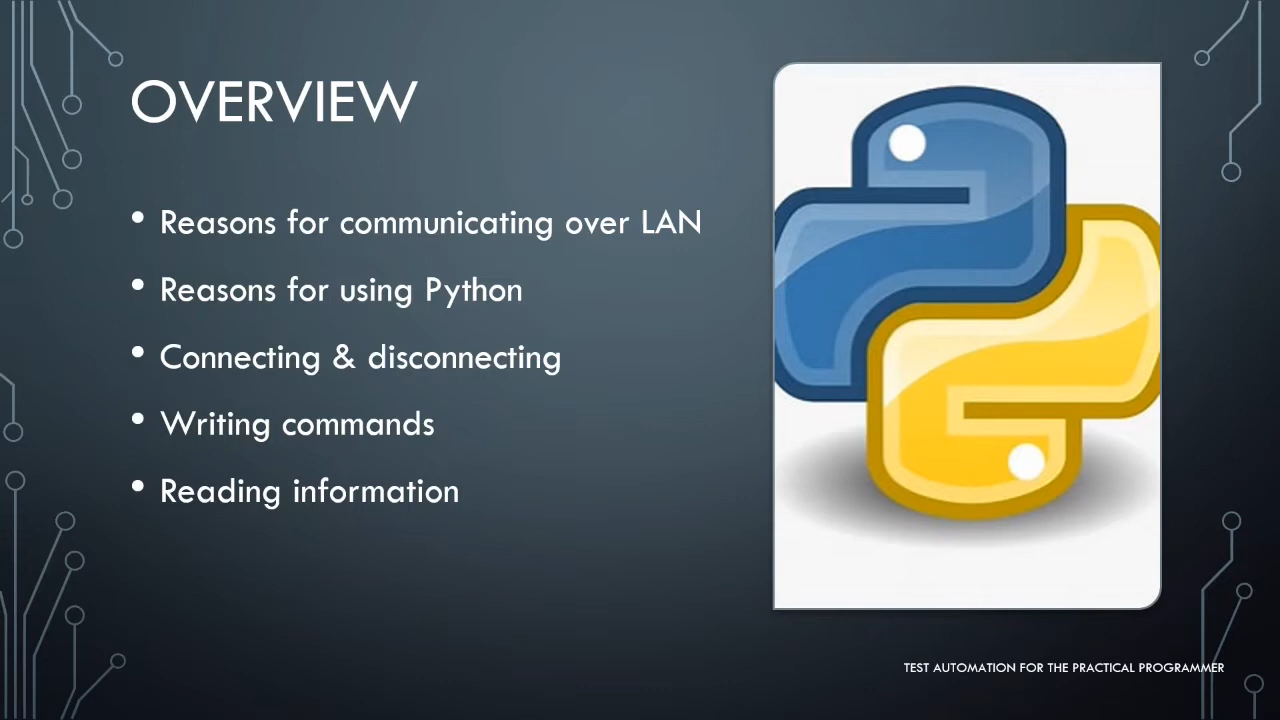 OVERVIEW
• Reasons for communicating over LAN
• Reasons for using Python
• Connecting & disconnecting
• Writing commands
• Reading information
TEST AUTOMATION FOR THE PRACTICAL PROGRAMMER